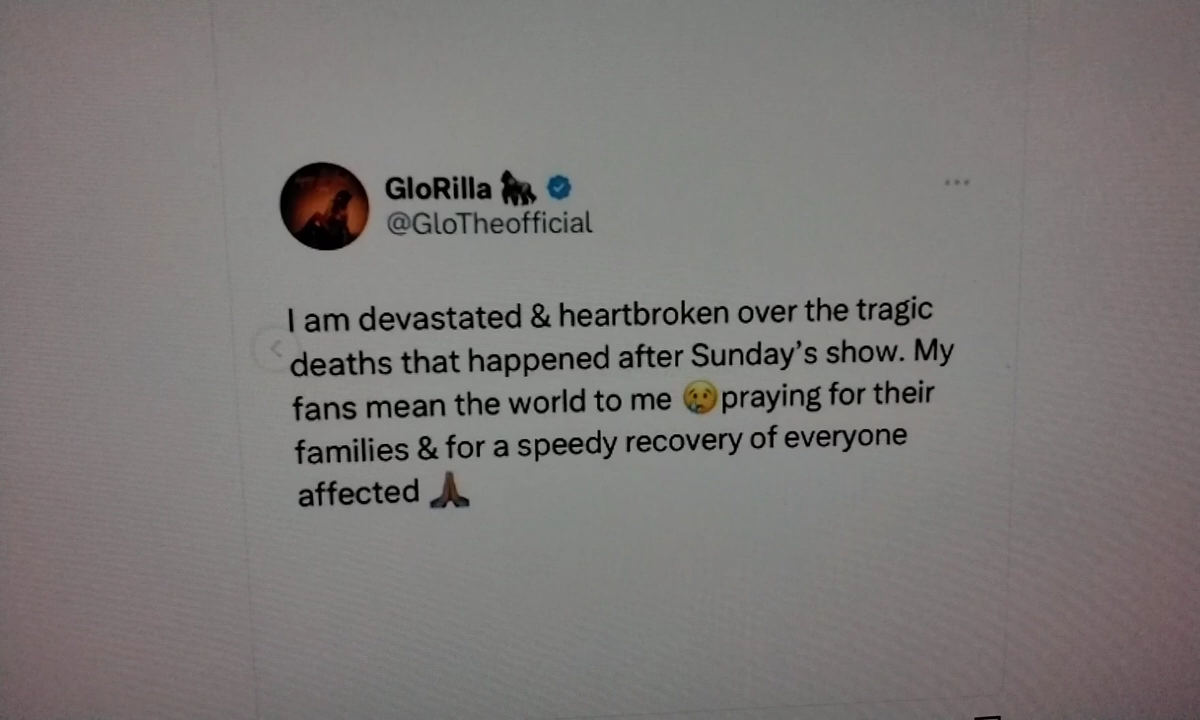 GloRilla 🦍
@GloTheofficial
I am devastated & heartbroken over the tragic
deaths that happened after Sunday’s show. My
fans mean the world to me 😢praying for their
families & for a speedy recovery of everyone
affected 🙏🏾